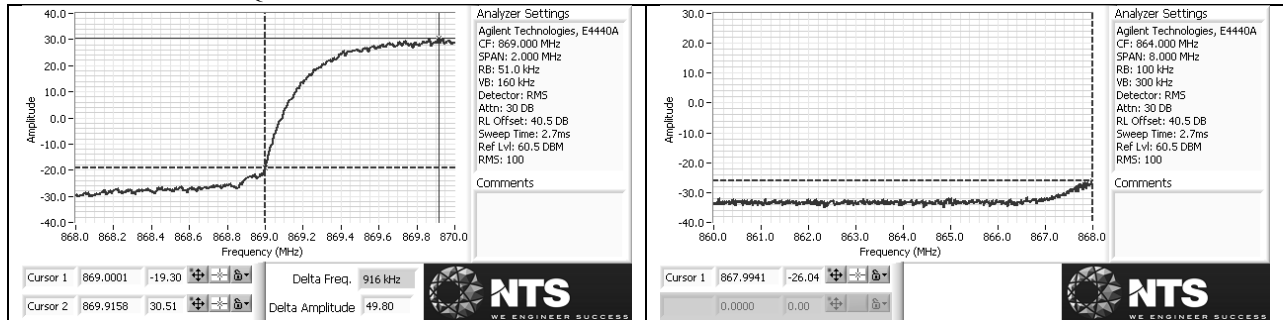 30.0
20.0
10.0
0.0
-10.0
-20.0
-30.0
-40.0
Amplitude
868.0 868.2 868.4 868.6 868.8 869.0 869.2 869.4 869.6 869.8 870.0
Frequency (MHz)
Analyzer Settings
Agilent Technologies, E4440A
CF: 869.000 MHz
SPAN: 2.000 MHz
RB: 51.0 kHz
VB: 160 kHz
Detector: RMS
Attn: 30 DB
RL Offset: 40.5 DB
Sweep Time: 2.7ms
Ref Lvl: 60.5 DBM
RMS: 100
Comments
Cursor 1 869.0001 -19.30
Cursor 2 869.9158 30.51
Delta Freq. 916 kHz
Delta Amplitude 49.80
NTS
WE ENGINEER SUCCESS
30.0
20.0
10.0
0.0
-10.0
-20.0
-30.0
-40.0
Amplitude
860.0 861.0 862.0 863.0 864.0 865.0 866.0 867.0 868.0
Frequency (MHz)
Analyzer Settings
Agilent Technologies, E4440A
CF: 864.000 MHz
SPAN: 8.000 MHz
RB: 100 kHz
VB: 300 kHz
Detector: RMS
Attn: 30 DB
RL Offset: 40.5 DB
Sweep Time: 2.7ms
Ref Lvl: 60.5 DBM
RMS: 100
Comments
Cursor 1 867.9941 -26.04
0.0000 0.00
NTS
WE ENGINEER SUCCESS